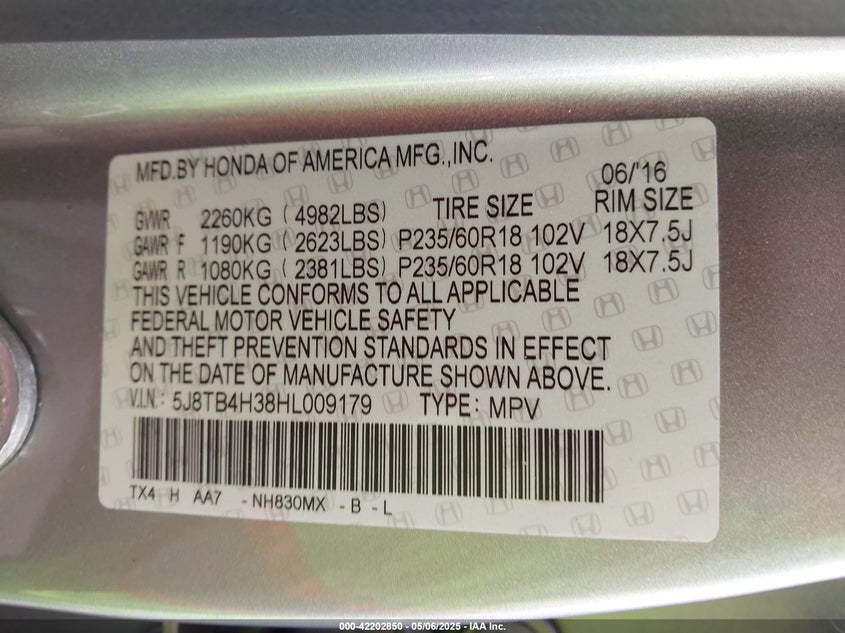 MFD.BY HONDA OF AMERICA MFG.,INC. 06/'16
GVWR 2260KG (4982LBS) TIRE SIZE RIM SIZE
GAWR F 1190KG (2623LBS) P235/60R18 102V 18X7.5J
GAWR R 1080KG (2381LBS) P235/60R18 102V 18X7.5J
THIS VEHICLE CONFORMS TO ALL APPLICABLE
FEDERAL MOTOR VEHICLE SAFETY
AND THEFT PREVENTION STANDARDS IN EFFECT
ON THE DATE OF MANUFACTURE SHOWN ABOVE.
V.I.N.: 5J8TB4H38HL009179 TYPE: MPV
TX4 H AA7 -NH830MX -B -L
000-42202850 - 05/06/2025 - IAA Inc.